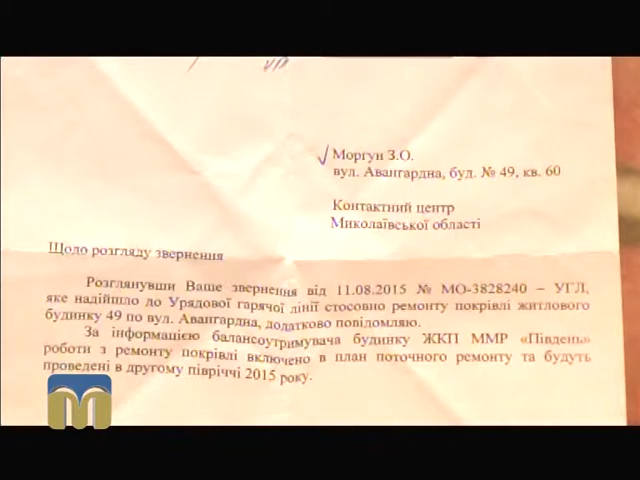 Моргун З.О.
вул. Авангардна, буд. № 49, кв. 60
Контактний центр
Миколаївської області
Щодо розгляду звернення
Розглянувши Ваше звернення від 11.08.2015 № МО-3828240 – УГЛ,
яке надійшло до Урядової гарячої лінії стосовно ремонту покрівлі житлового
будинку 49 по вул. Авангардна, додатково повідомляю.
За інформацією балансоутримувача будинку ЖКП ММР «Південь»
роботи з ремонту покрівлі включено в план поточного ремонту та будуть
проведені в другому півріччі 2015 року.